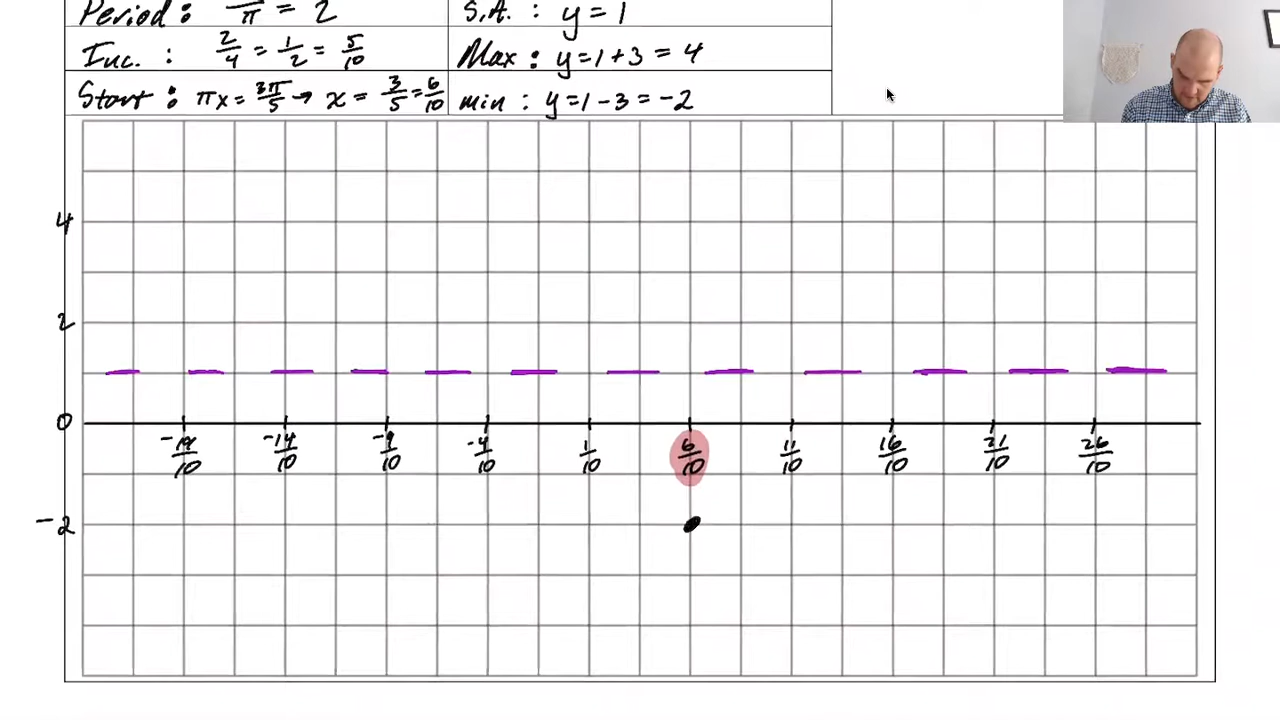 Period: π = 2
S.A.: y = 1
Inc.: 2/4 = 1/2 = 5/10
Max: y = 1 + 3 = 4
Start: πx = 3π/5 → x = 3/5 = 6/10
min: y = 1 - 3 = -2
4
2
0
-19/10 -14/10 -9/10 -4/10 1/10 6/10 11/10 16/10 21/10 26/10
-2